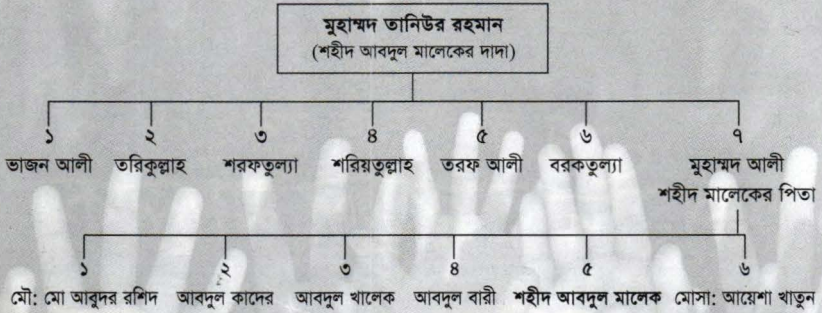 মুহাম্মদ তানিউর রহমান
(শহীদ আবদুল মালেকের দাদা)
১ ২ ৩ ৪ ৫ ৬ ৭
ভাজন আলী তরিকুল্লাহ শরফতুল্যা শরিয়তুল্লাহ তরফ আলী বরকতুল্যা মুহাম্মদ আলী
শহীদ মালেকের পিতা
১ ২ ৩ ৪ ৫ ৬
মৌ: মো আবুদর রশিদ আবদুল কাদের আবদুল খালেক আবদুল বারী শহীদ আবদুল মালেক মোসা: আয়েশা খাতুন